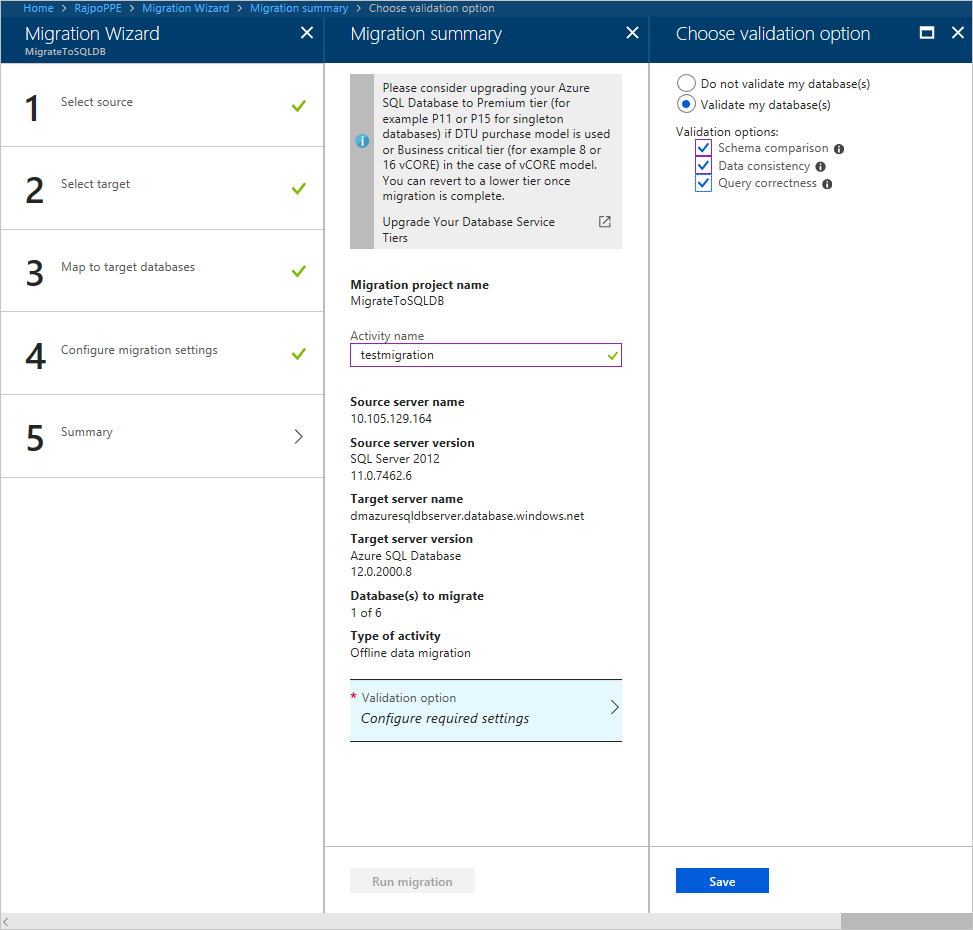 Home > RajpoPPE > Migration Wizard > Migration summary > Choose validation option
Migration Wizard
MigrateToSQLDB
1 Select source
2 Select target
3 Map to target databases
4 Configure migration settings
5 Summary
Migration summary
Please consider upgrading your Azure
SQL Database to Premium tier (for
example P11 or P15 for singleton
databases) if DTU purchase model is used
or Business critical tier (for example 8 or
16 vCORE) in the case of vCORE model.
You can revert to a lower tier once
migration is complete.
Upgrade Your Database Service
Tiers
Migration project name
MigrateToSQLDB
Activity name
testmigration
Source server name
10.105.129.164
Source server version
SQL Server 2012
11.0.7462.6
Target server name
dmazuresqldbserver.database.windows.net
Target server version
Azure SQL Database
12.0.2000.8
Database(s) to migrate
1 of 6
Type of activity
Offline data migration
* Validation option
Configure required settings
Run migration
Choose validation option
Do not validate my database(s)
Validate my database(s)
Validation options:
Schema comparison
Data consistency
Query correctness
Save